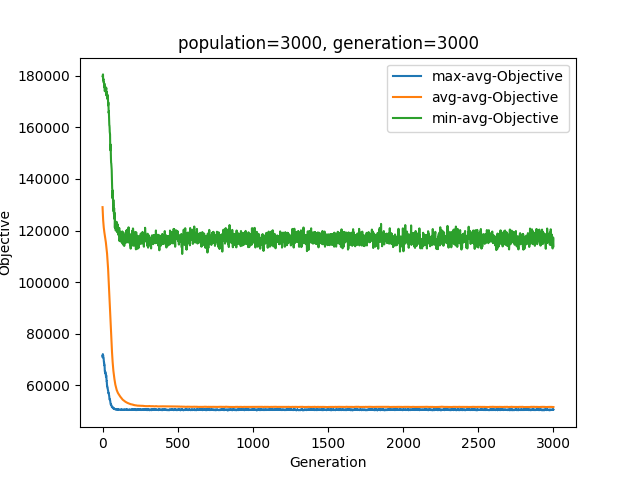 population=3000, generation=3000
max-avg-Objective
avg-avg-Objective
min-avg-Objective
180000
160000
140000
120000
100000
80000
60000
Objective
0 500 1000 1500 2000 2500 3000
Generation